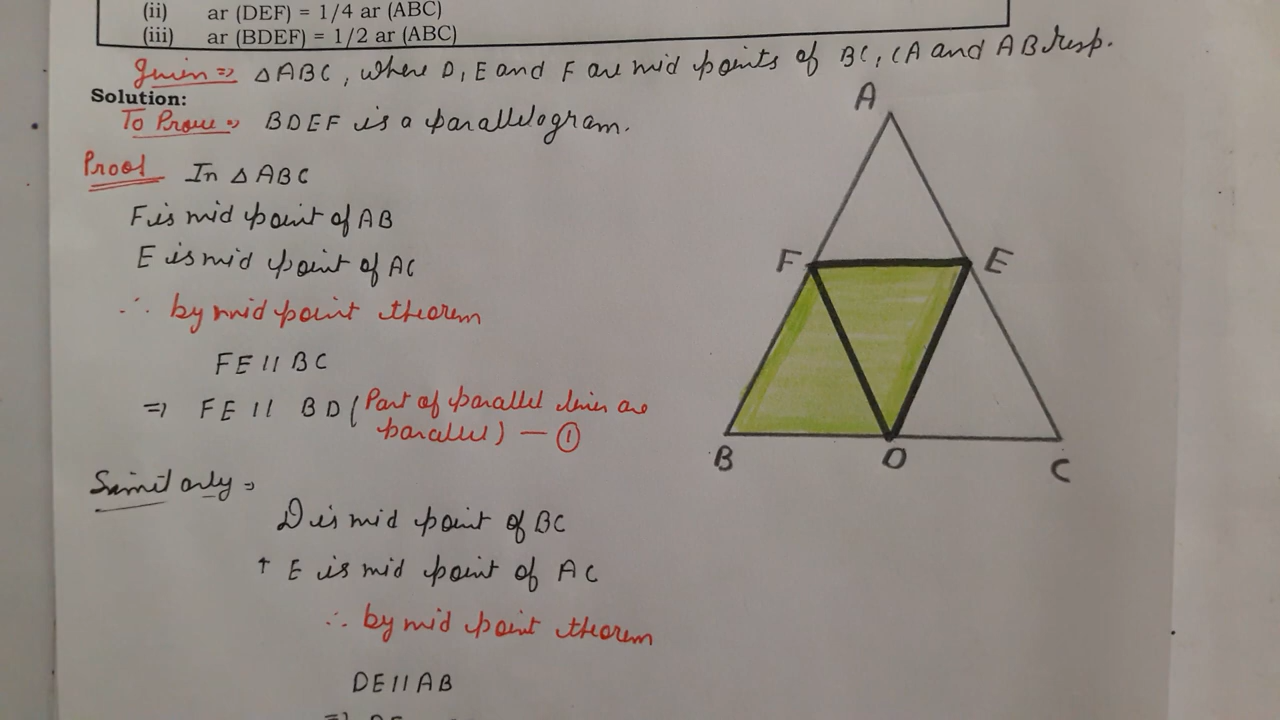 (ii) ar (DEF) = 1/4 ar (ABC)
(iii) ar (BDEF) = 1/2 ar (ABC)
Given ⇒ △ABC, where D, E and F are mid points of BC, CA and AB resp.
Solution:
To Prove ⇒ BDEF is a parallelogram.
Proof In △ABC
F is mid point of AB
E is mid point of AC
∴ by mid point theorem
FE || BC
⇒ FE || BD (Part of parallel lines are
parallel) — ①
Similarly ⇒
D is mid point of BC
E is mid point of AC
∴ by mid point theorem
DE || AB
A
F
E
B
D
C